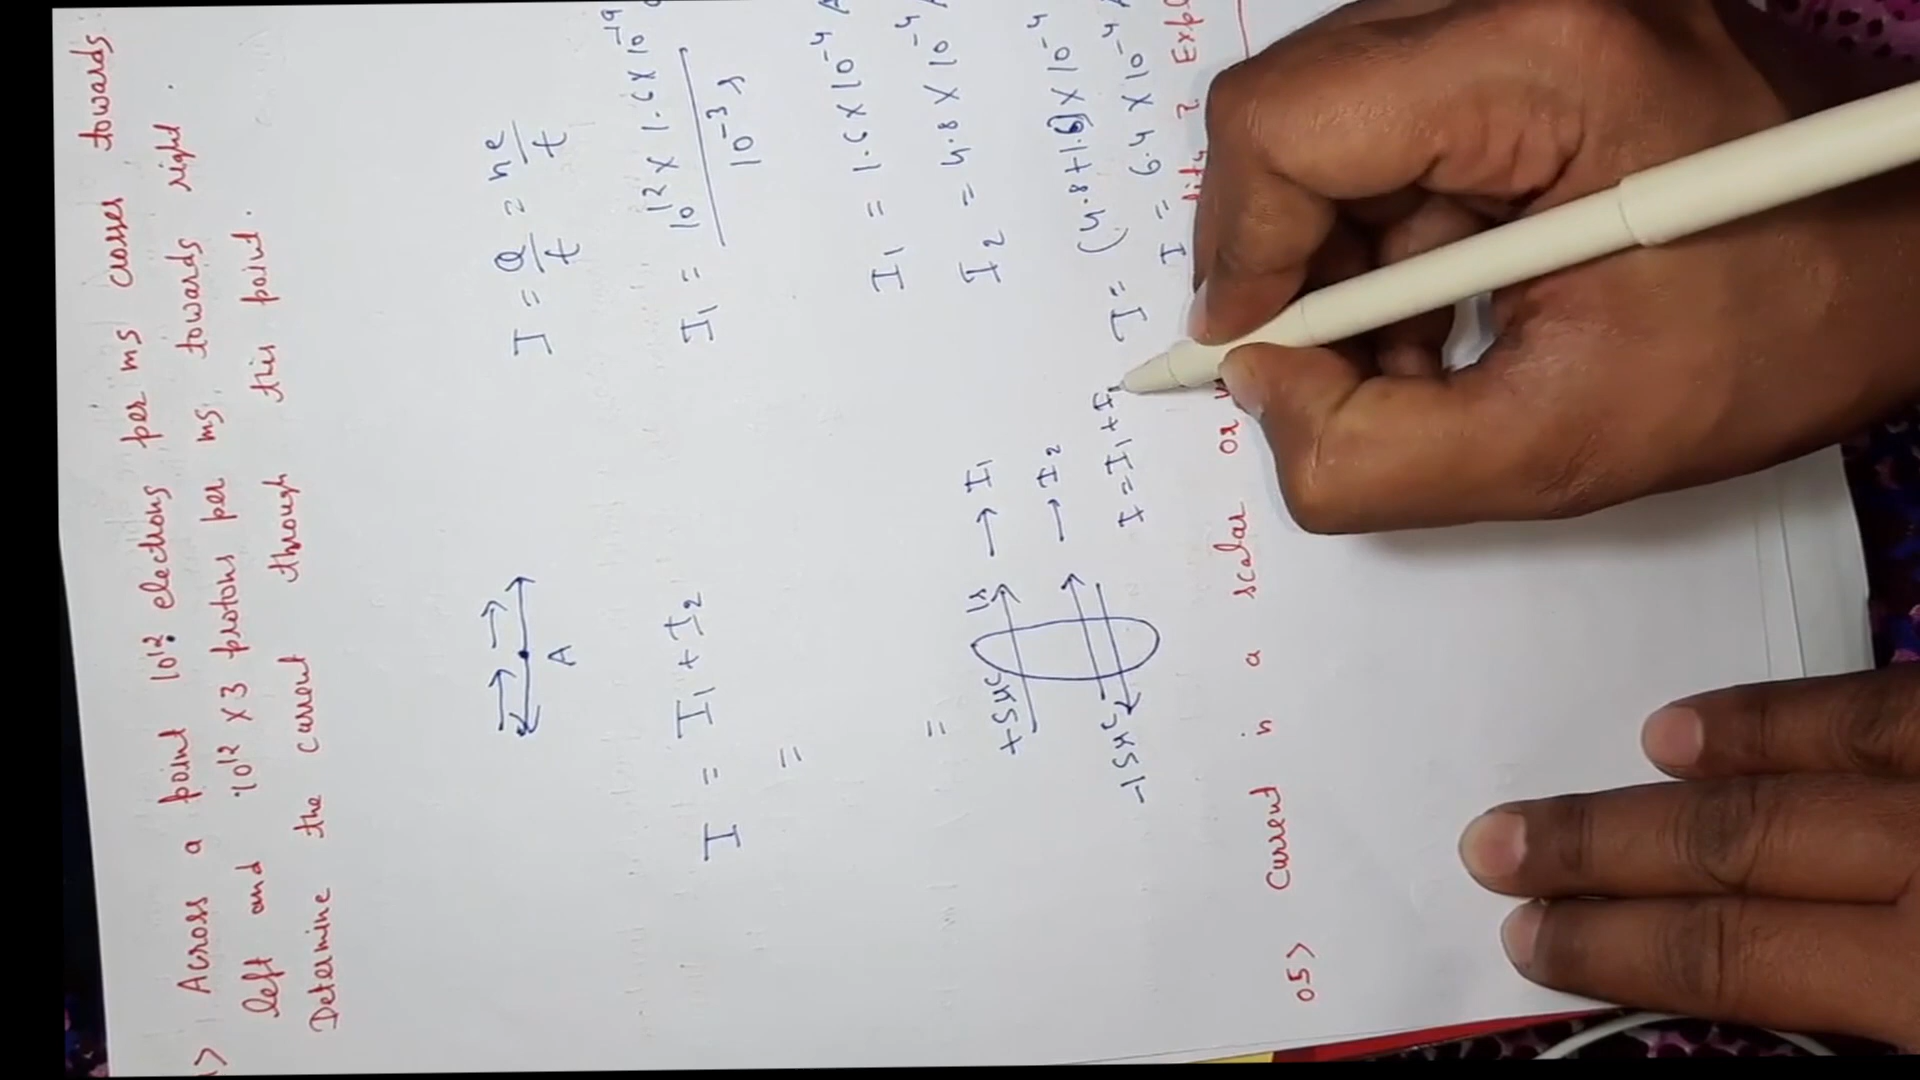 > Across a point 10¹² electrons per ms crosses towards
left and 10¹² × 3 protons per ms towards right .
Determine the current through this point .
A
I = Q/t = ne/t
I = I₁ + I₂
I₁ = 10¹² × 1.6 × 10⁻¹⁹ / 10⁻³ s
=
I₁ = 1.6 × 10⁻⁴ A
=
I₂ = 4.8 × 10⁻⁴ A
+5μC 1s → I₁
→ I₂
-15μC
I = I₁ + I
I = (4.8+1.6) × 10⁻⁴
I = 6.4 × 10⁻⁴ A
05> Current is a scalar or
? Expl